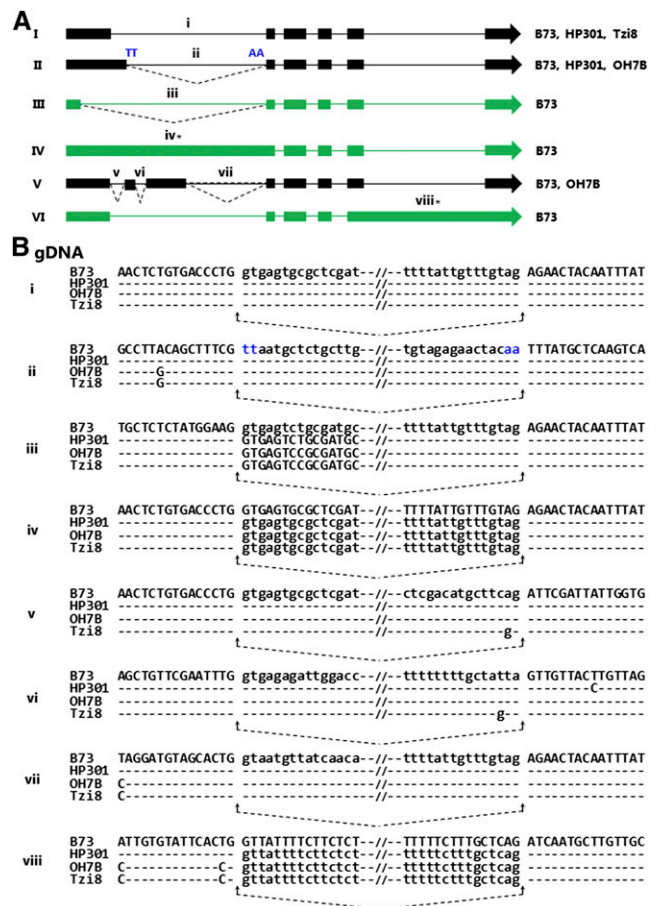 A
I i B73, HP301, Tzi8
TT ii AA
II B73, HP301, OH7B
III iii B73
iv*
IV B73
v vi vii
V B73, OH7B
VI viii* B73
B gDNA
i
B73 AACTCTGTGACCCTG gtgagtgcgctcgat--//--ttttattgtttgtag AGAACTACAATTTAT
HP301 --------------- ---------------//---------------- ---------------
OH7B --------------- ---------------//---------------- ---------------
Tzi8 --------------- ---------------//---------------- ---------------
ii
B73 GCCTTACAGCTTTCG ttaatgctctgcttg--//--tgtagagaactacaa TTTATGCTCAAGTCA
HP301 --------------- ---------------//---------------- ---------------
OH7B -----G--------- ---------------//---------------- ---------------
Tzi8 --------------- ---------------//---------------- ---------------
iii
B73 TGCTCTCTATGGAAG gtgagtctgcgatgc--//--ttttattgtttgtag AGAACTACAATTTAT
HP301 --------------- GTGAGTCTGCGATGC--//---------------- ---------------
OH7B --------------- GTGAGTCCGCGATGC--//---------------- ---------------
Tzi8 --------------- GTGAGTCCGCGATGC--//---------------- ---------------
iv
B73 AACTCTGTGACCCTG GTGAGTGCGCTCGAT--//--TTTTATTGTTTGTAG AGAACTACAATTTAT
HP301 --------------- gtgagtgcgctcgat--//--ttttattgtttgtag ---------------
OH7B --------------- gtgagtgcgctcgat--//--ttttattgtttgtag ---------------
Tzi8 --------------- gtgagtgcgctcgat--//--ttttattgtttgtag ---------------
v
B73 AACTCTGTGACCCTG gtgagtgcgctcgat--//--ctcgacatgcttcag ATTCGATTATTGGTG
HP301 --------------- ---------------//---------------- ---------------
OH7B --------------- ---------------//---------------- ---------------
Tzi8 --------------- ---------------//--------------g- ---------------
vi
B73 AGCTGTTCGAATTTG gtgagagattggacc--//--tttttttttgctatta GTTGTTACTTGTTAG
HP301 --------------- ---------------//---------------- ---------C-----
OH7B --------------- ---------------//---------------- ---------------
Tzi8 --------------- ---------------//-------------g-- ---------------
vii
B73 TAGGATGTAGCACTG gtaatgttatcaaca--//--ttttattgtttgtag AGAACTACAATTTAT
HP301 --------------- ---------------//---------------- ---------------
OH7B C-------------- ---------------//---------------- ---------------
Tzi8 --------------- ---------------//---------------- ---------------
viii
B73 ATTGTGTATTCACTG GTTATTTTCTTCTCT--//--TTTTTCTTTGCTCAG ATCAATGCTTGTTGC
HP301 --------------- gttattttcttctct--//--tttttctttgctcag ---------------
OH7B C------------C- gttattttcttctct--//--tttttctttgctcag ---------------
Tzi8 C------------C- gttattttcttctct--//--tttttctttgctcag ---------------